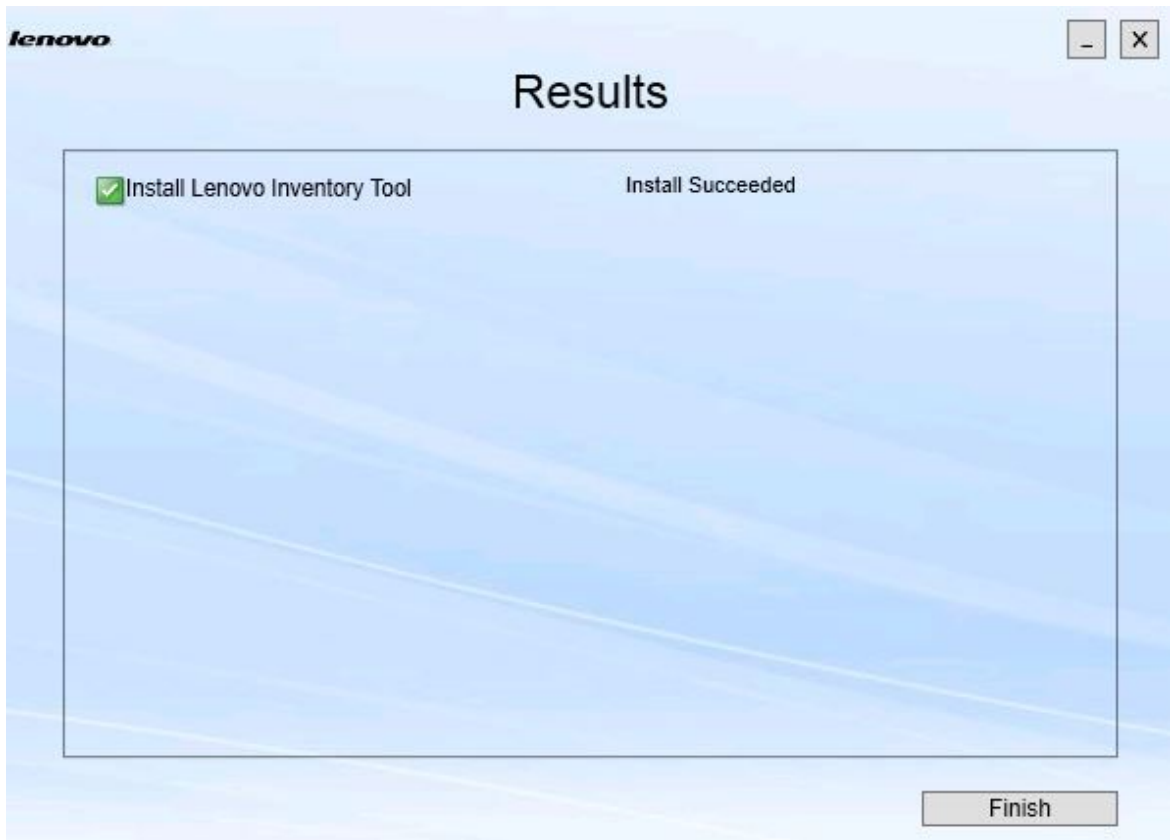 lenovo
Results
Install Lenovo Inventory Tool Install Succeeded
Finish